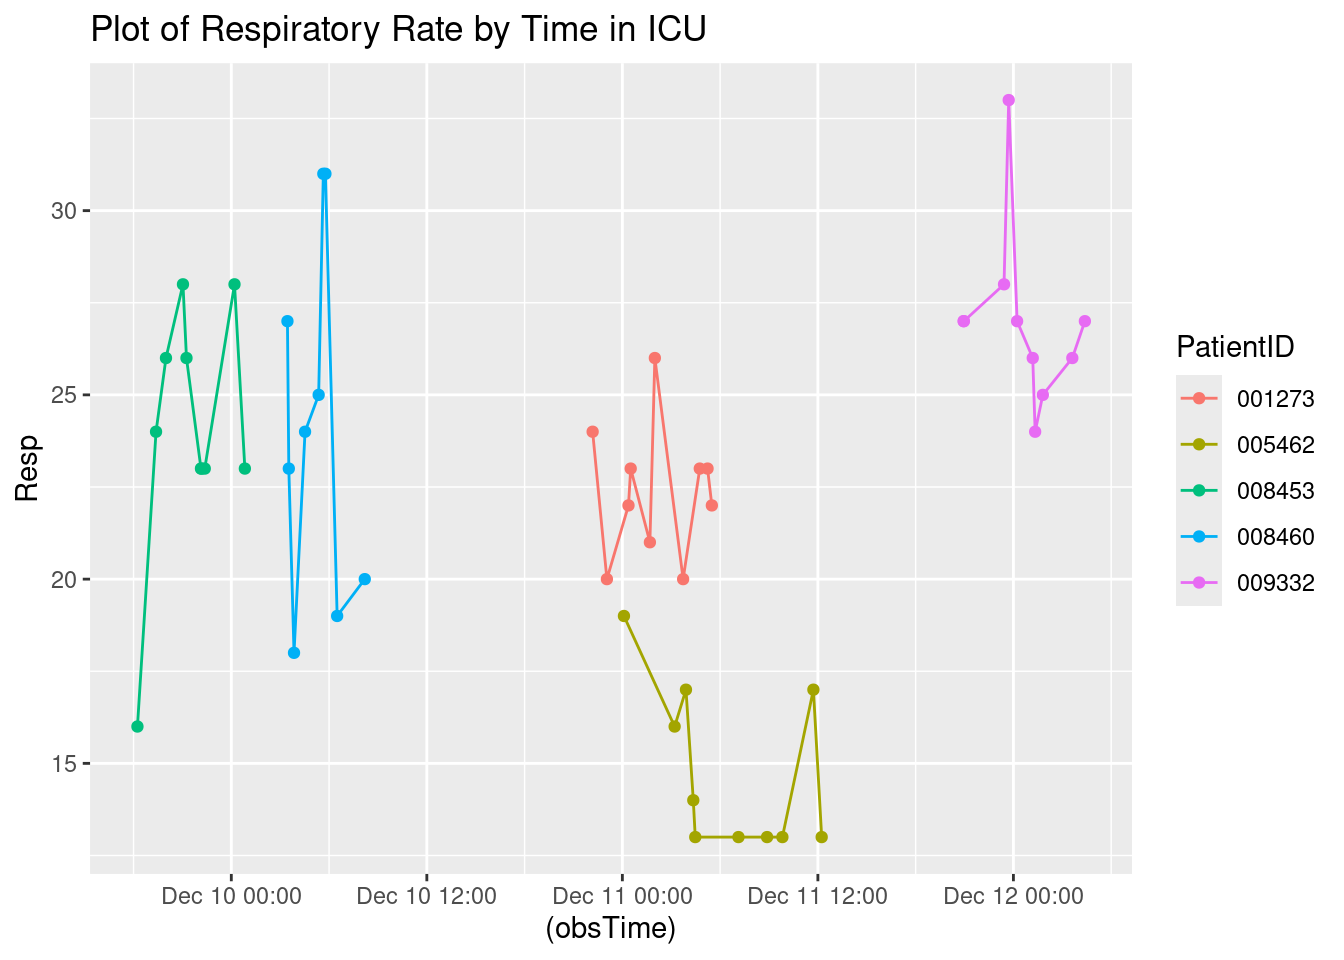 Plot of Respiratory Rate by Time in ICU
Resp
30
25
20
15
Dec 10 00:00 Dec 10 12:00 Dec 11 00:00 Dec 11 12:00 Dec 12 00:00
(obsTime)
PatientID
001273
005462
008453
008460
009332